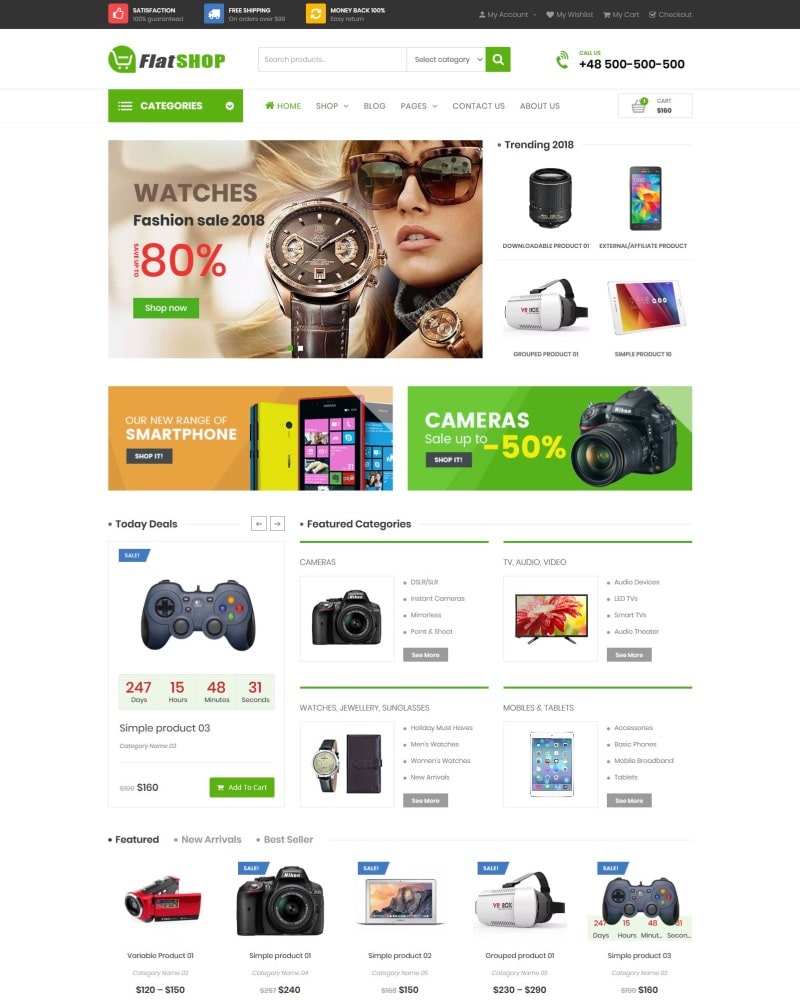 SATISFACTION
100% guaranteed
FREE SHIPPING
On orders over $99
MONEY BACK 100%
Easy return
My Account
My Wishlist
My Cart
Checkout
FlatSHOP
Search products...
Select category
CALL US
+48 500-500-500
CATEGORIES
HOME
SHOP
BLOG
PAGES
CONTACT US
ABOUT US
CART
$160
WATCHES
Fashion sale 2018
SAVE UP TO
80%
Shop now
Trending 2018
DOWNLOADABLE PRODUCT 01
EXTERNAL/AFFILIATE PRODUCT
VR BOX
GROUPED PRODUCT 01
SIMPLE PRODUCT 10
OUR NEW RANGE OF
SMARTPHONE
SHOP IT!
CAMERAS
Sale up to
-50%
SHOP IT!
Nikon
Today Deals
Featured Categories
SALE!
247
15
48
31
Days
Hours
Minutes
Seconds
Simple product 03
Category Name 03
$190 $160
Add To Cart
CAMERAS
Nikon
DSLR/SLR
Instant Cameras
Mirrorless
Point & Shoot
See More
TV, AUDIO, VIDEO
Audio Devices
LED TVs
Smart TVs
Audio Theater
See More
WATCHES, JEWELLERY, SUNGLASSES
Holiday Must Haves
Men's Watches
Women's Watches
New Arrivals
See More
MOBILES & TABLETS
Accessories
Basic Phones
Mobile Broadband
Tablets
See More
Featured
New Arrivals
Best Seller
Variable Product 01
Category Name 02
$120 – $150
SALE!
Nikon
Simple product 01
Category Name 04
$257 $240
SALE!
Simple product 02
Category Name 05
$150
SALE!
VR BOX
Grouped product 01
Category Name 05
$230 – $290
SALE!
247
15
48
31
Days
Hours
Minut...
Secon...
Simple product 03
Category Name 03
$190 $160